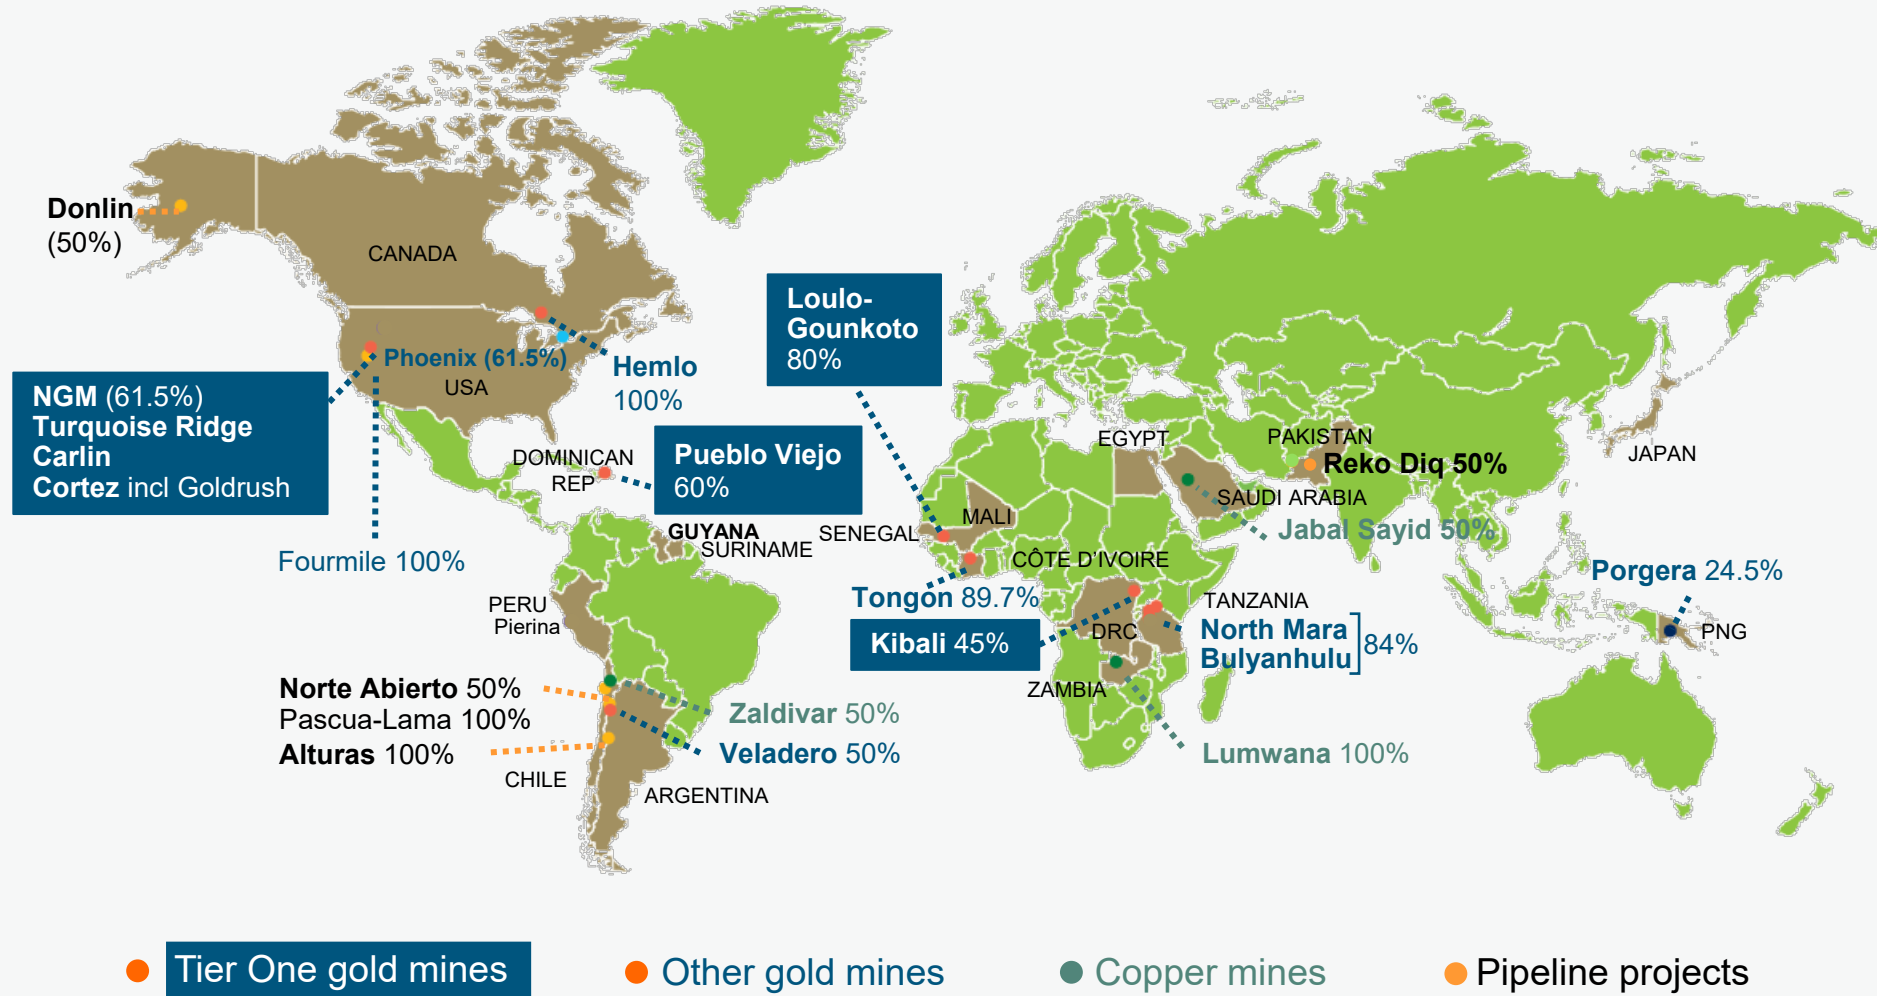 Donlin
(50%)
CANADA
Phoenix (61.5%)
USA
Hemlo
100%
NGM (61.5%)
Turquoise Ridge
Carlin
Cortez incl Goldrush
Fourmile 100%
DOMINICAN
REP
Pueblo Viejo
60%
Loulo-
Gounkoto
80%
GUYANA
SURINAME
PERU
Pierina
Norte Abierto 50%
Pascua-Lama 100%
Alturas 100%
CHILE
ARGENTINA
Zaldivar 50%
Veladero 50%
SENEGAL
MALI
CÔTE D'IVOIRE
Tongon 89.7%
Kibali 45%
DRC
ZAMBIA
TANZANIA
North Mara
Bulyanhulu
84%
Lumwana 100%
EGYPT
SAUDI ARABIA
Jabal Sayid 50%
PAKISTAN
Reko Diq 50%
JAPAN
Porgera 24.5%
PNG
Tier One gold mines
Other gold mines
Copper mines
Pipeline projects